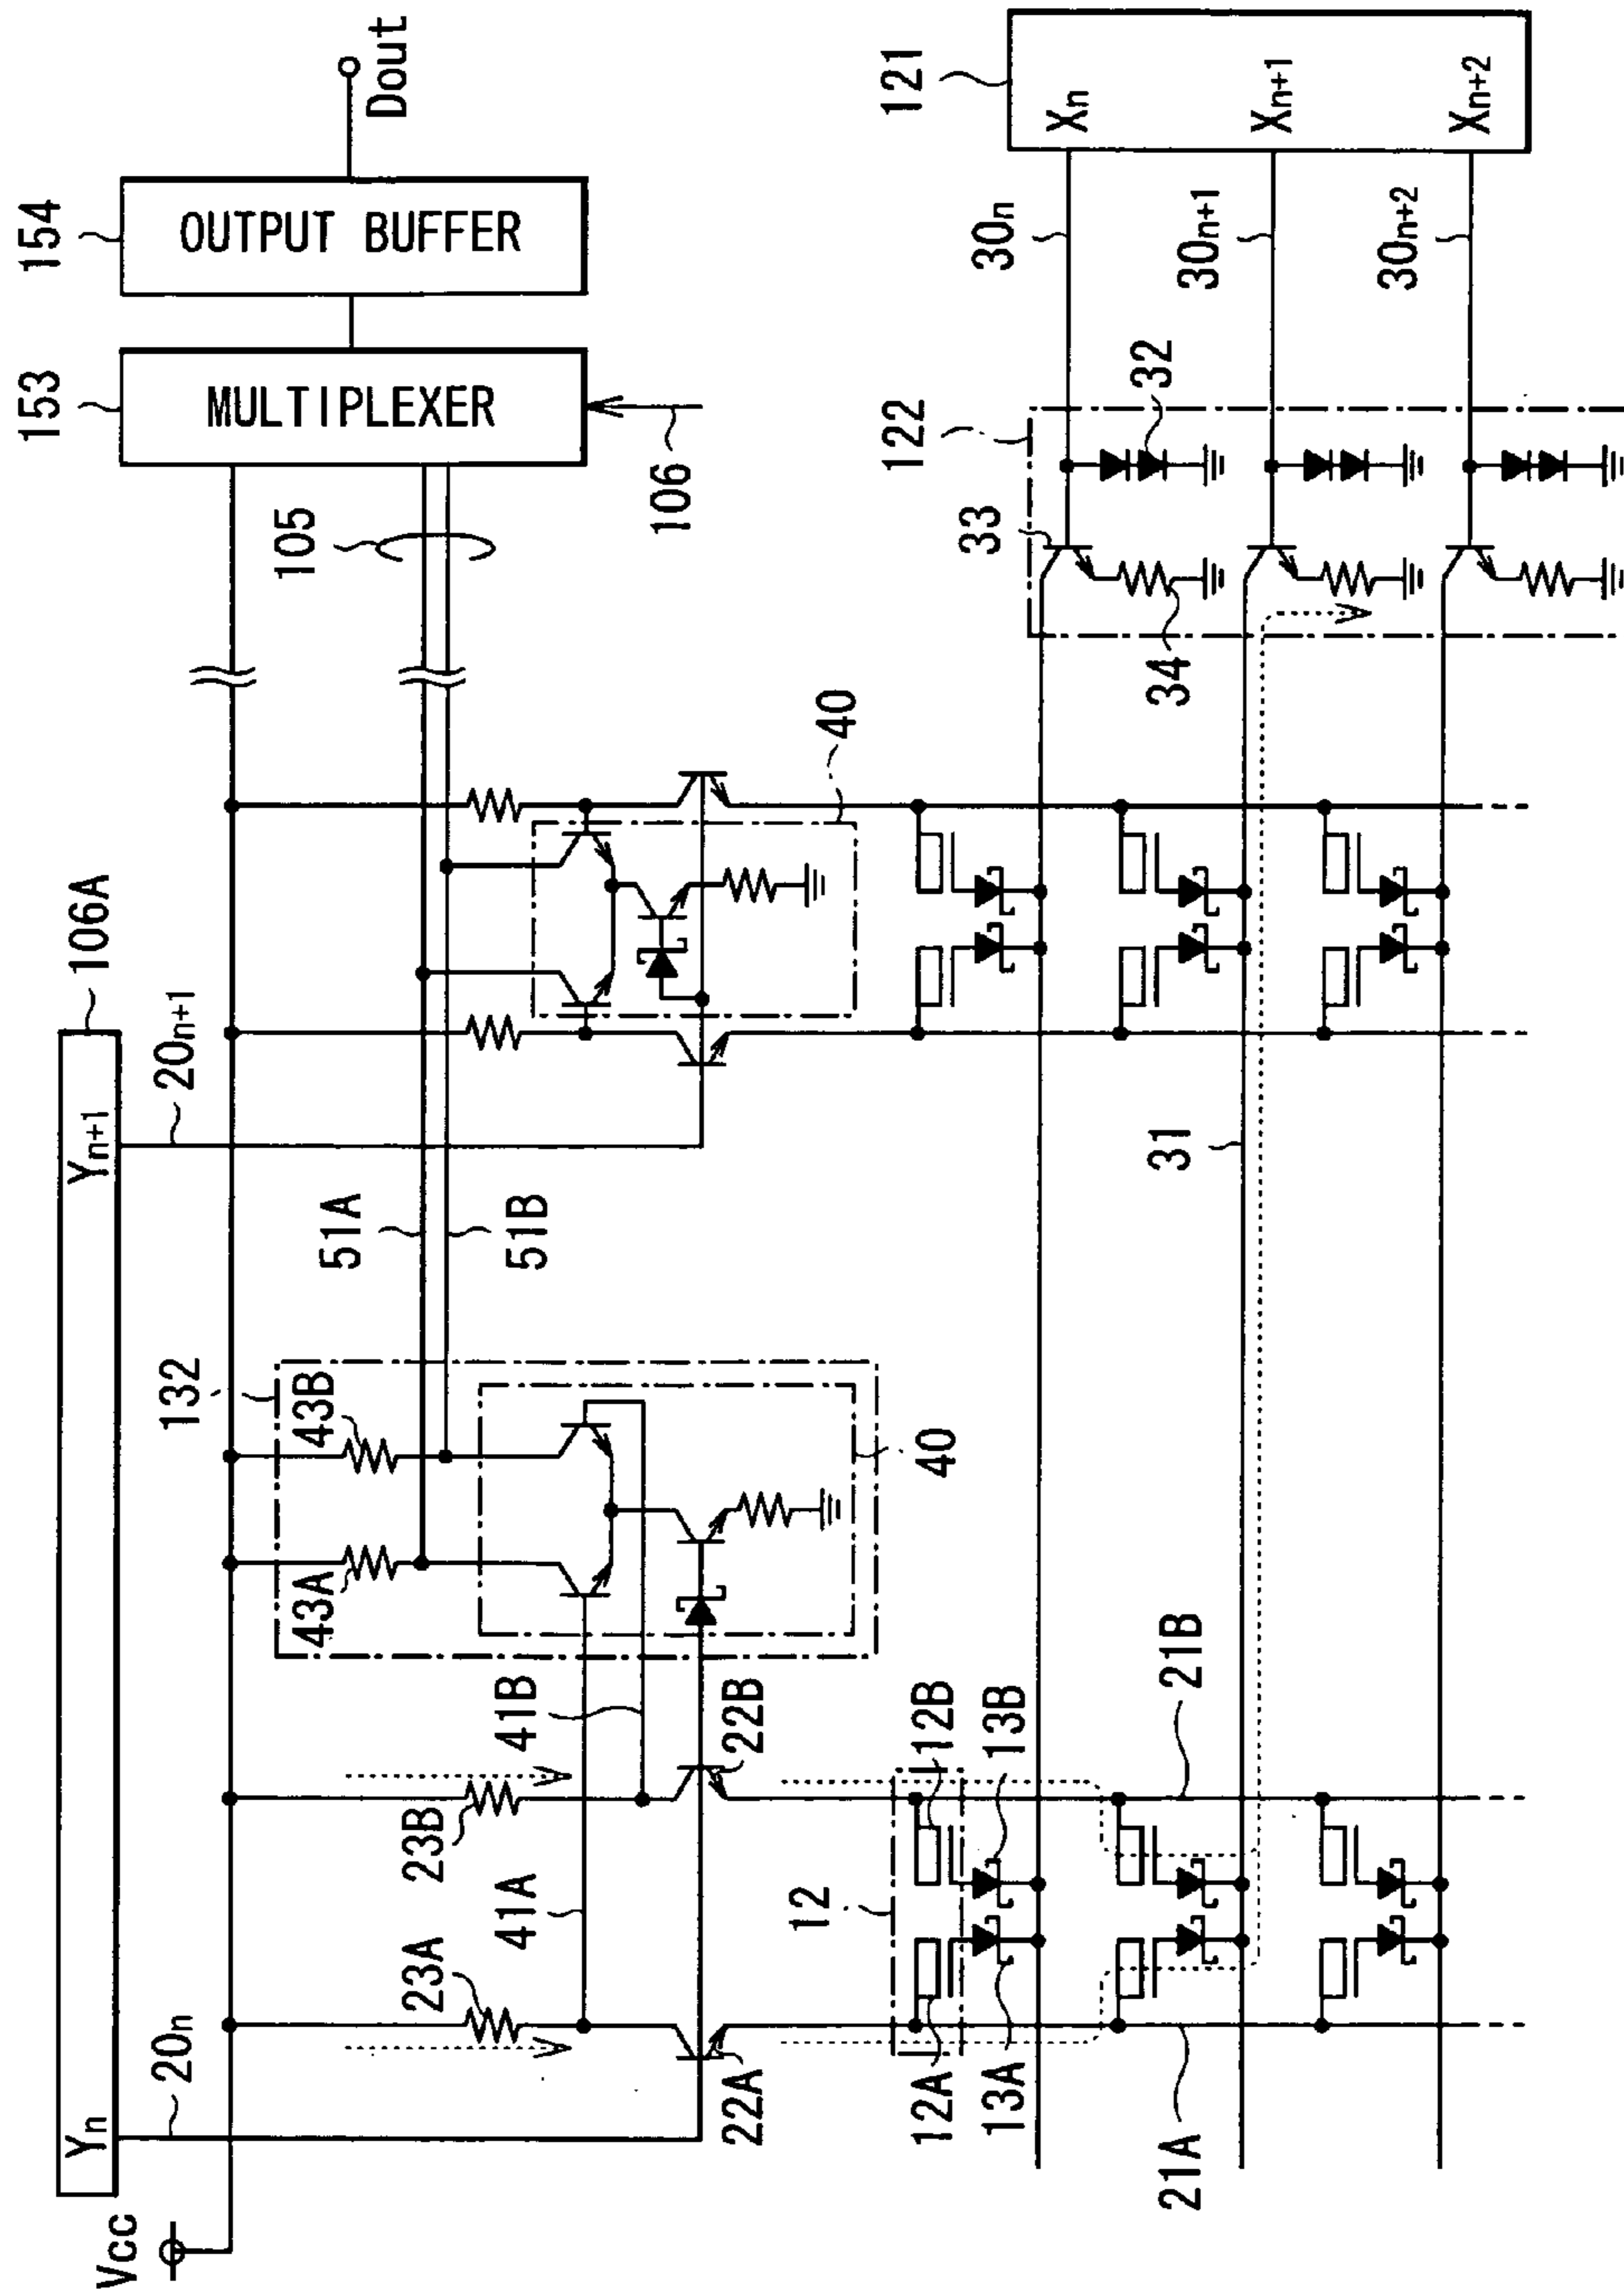 Vcc
Yn
Yn+1
106A
20n
20n+1
153
154
MULTIPLEXER
OUTPUT BUFFER
Dout
105
106
51A
51B
132
43A
43B
23A
23B
41A
41B
40
40
22A
22B
12
12A
12B
13A
13B
21A
21B
31
122
33
32
34
121
30n
30n+1
30n+2
Xn
Xn+1
Xn+2